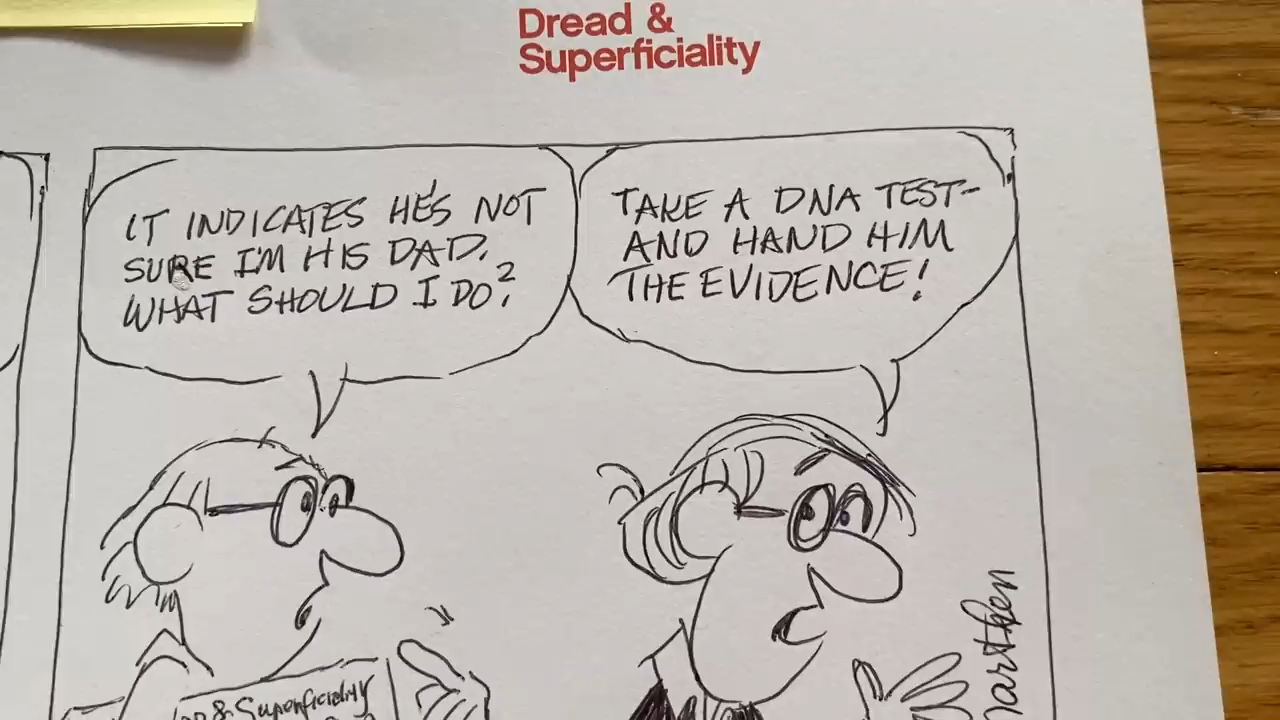 Dread &
Superficiality
IT INDICATES HE'S NOT
SURE I'M HIS DAD.
WHAT SHOULD I DO?
TAKE A DNA TEST-
AND HAND HIM
THE EVIDENCE!
& Superficiality